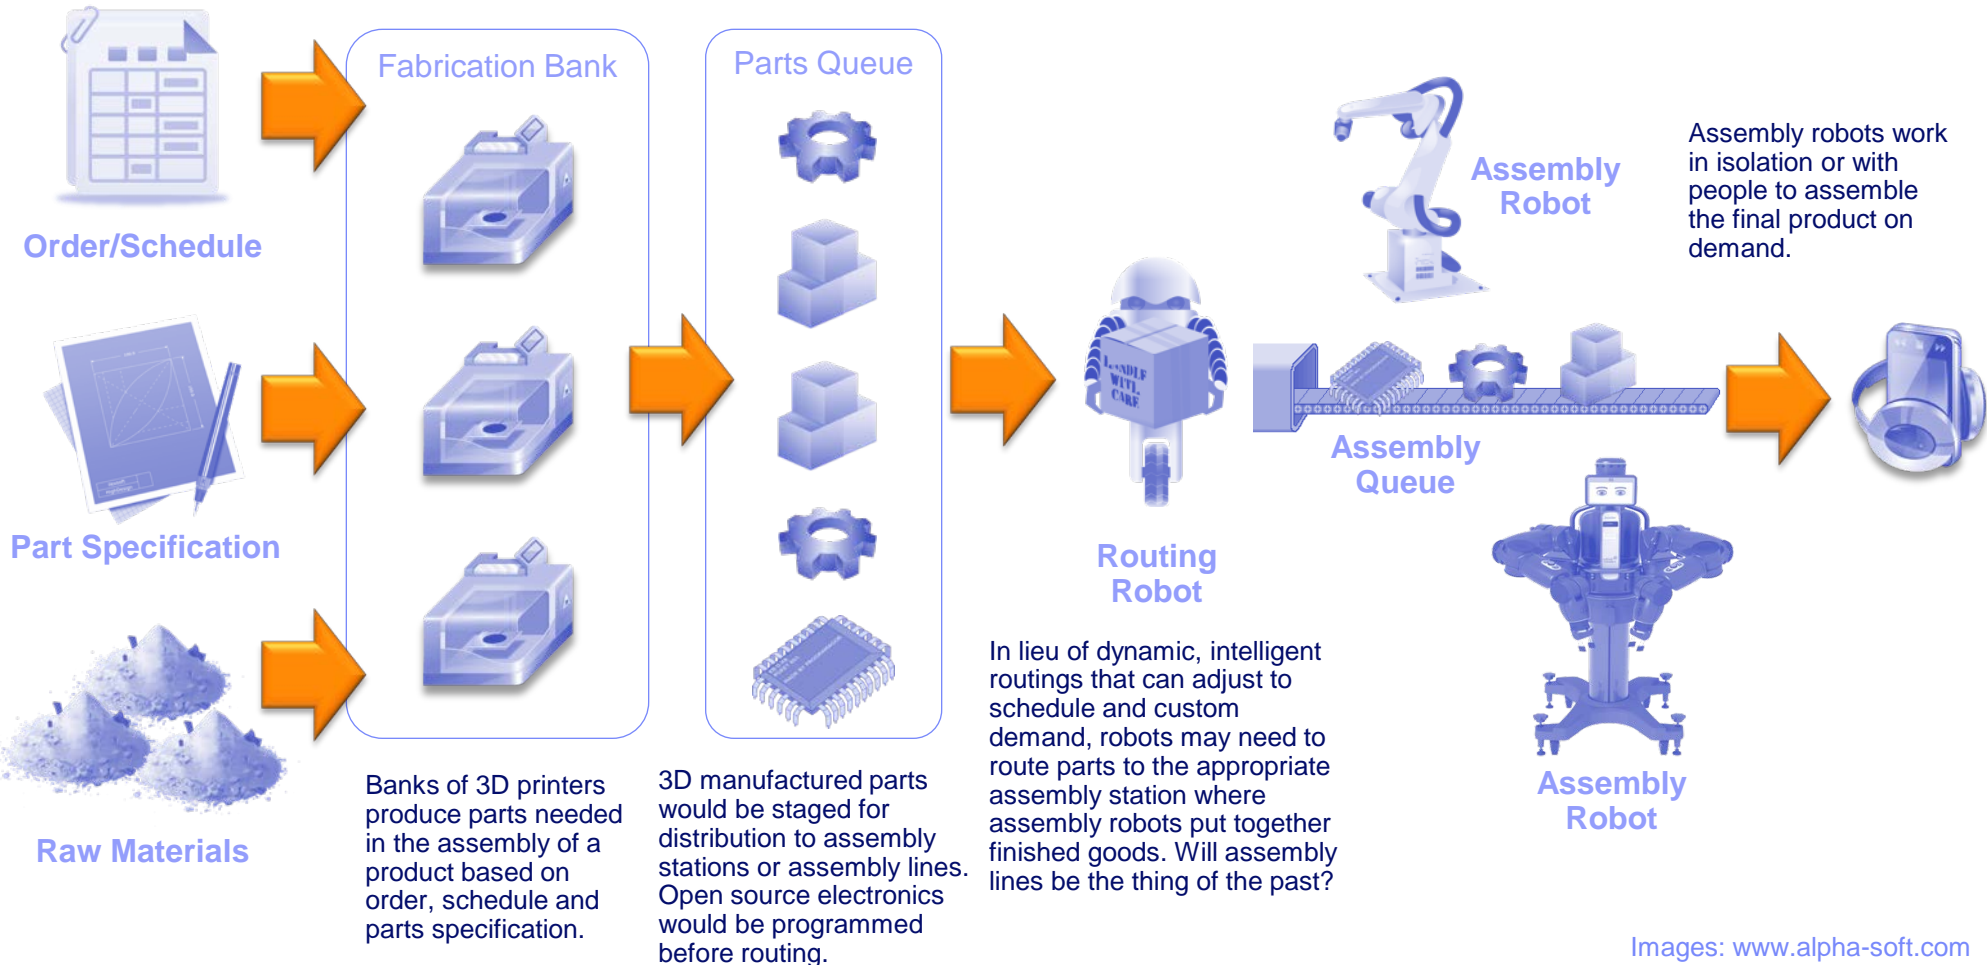 Order/Schedule
Part Specification
Raw Materials
Fabrication Bank
Banks of 3D printers
produce parts needed
in the assembly of a
product based on
order, schedule and
parts specification.
Parts Queue
3D manufactured parts
would be staged for
distribution to assembly
stations or assembly lines.
Open source electronics
would be programmed
before routing.
WITH
CARE
Routing
Robot
In lieu of dynamic, intelligent
routings that can adjust to
schedule and custom
demand, robots may need to
route parts to the appropriate
assembly station where
assembly robots put together
finished goods. Will assembly
lines be the thing of the past?
Assembly
Robot
Assembly robots work
in isolation or with
people to assemble
the final product on
demand.
Assembly
Queue
Assembly
Robot
Images: www.alpha-soft.com